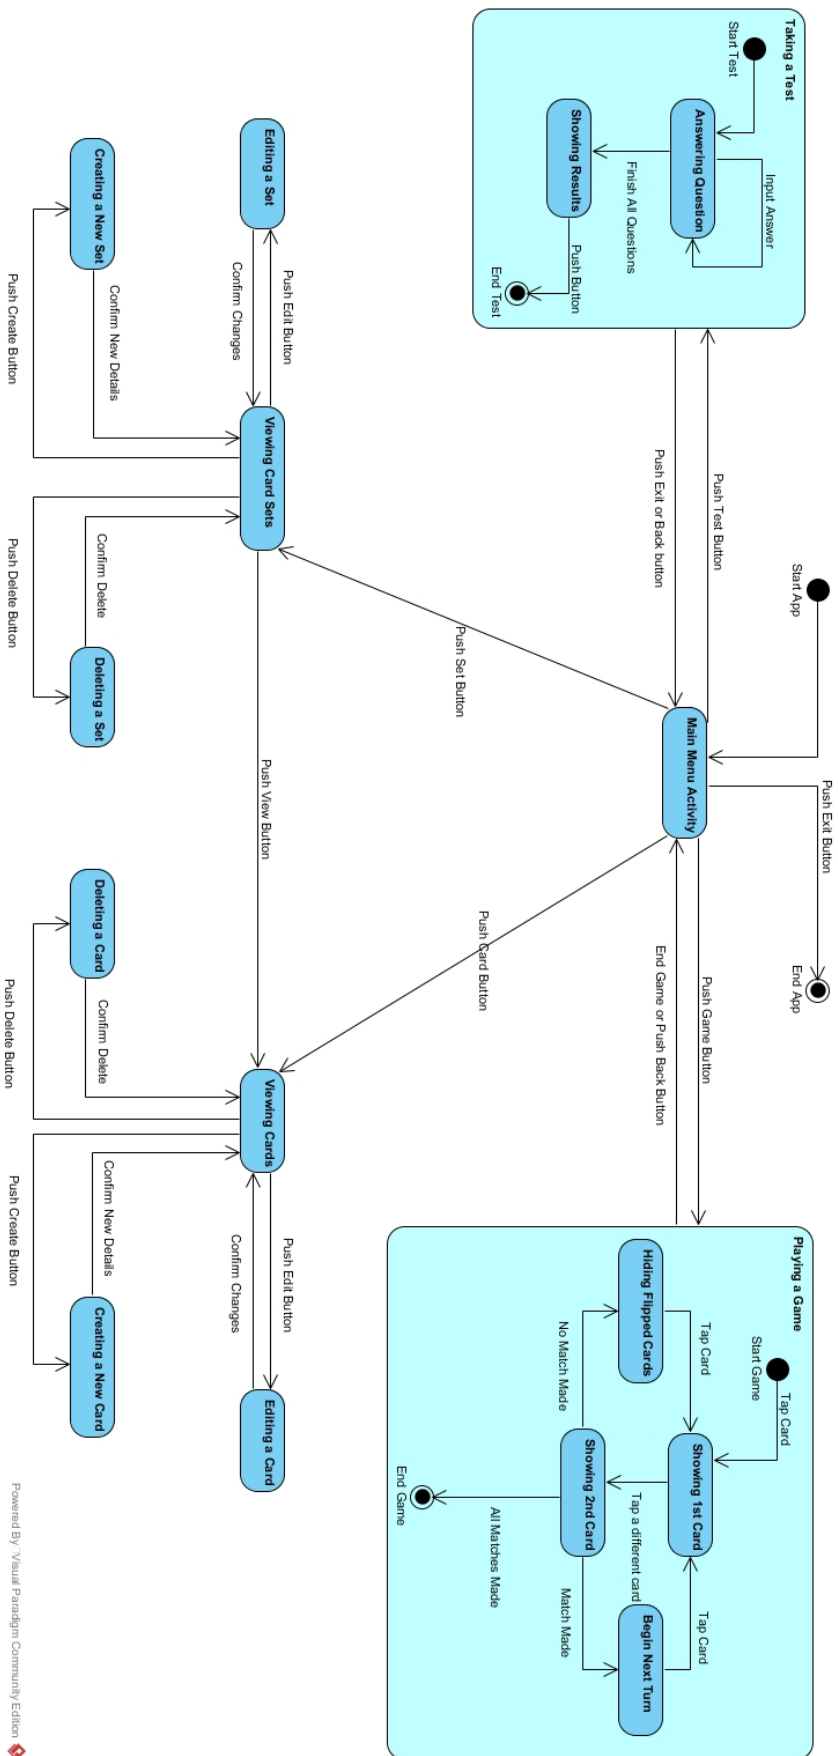 Start App
Push Exit Button
End App
Taking a Test
Start Test
Answering Question
Input Answer
Finish All Questions
Showing Results
Push Button
End Test
Push Test Button
Push Exit or Back button
Main Menu Activity
Push Game Button
End Game or Push Back Button
Playing a Game
Start Game
Tap Card
Hiding Flipped Cards
Tap Card
Showing 1st Card
Tap Card
Begin Next Turn
Tap a different card
Showing 2nd Card
No Match Made
Match Made
All Matches Made
End Game
Push Set Button
Push Card Button
Editing a Set
Push Edit Button
Confirm Changes
Viewing Card Sets
Push View Button
Viewing Cards
Push Edit Button
Confirm Changes
Editing a Card
Creating a New Set
Confirm New Details
Push Create Button
Confirm Delete
Push Delete Button
Deleting a Set
Deleting a Card
Confirm Delete
Push Delete Button
Confirm New Details
Push Create Button
Creating a New Card
Powered By Visual Paradigm Community Edition